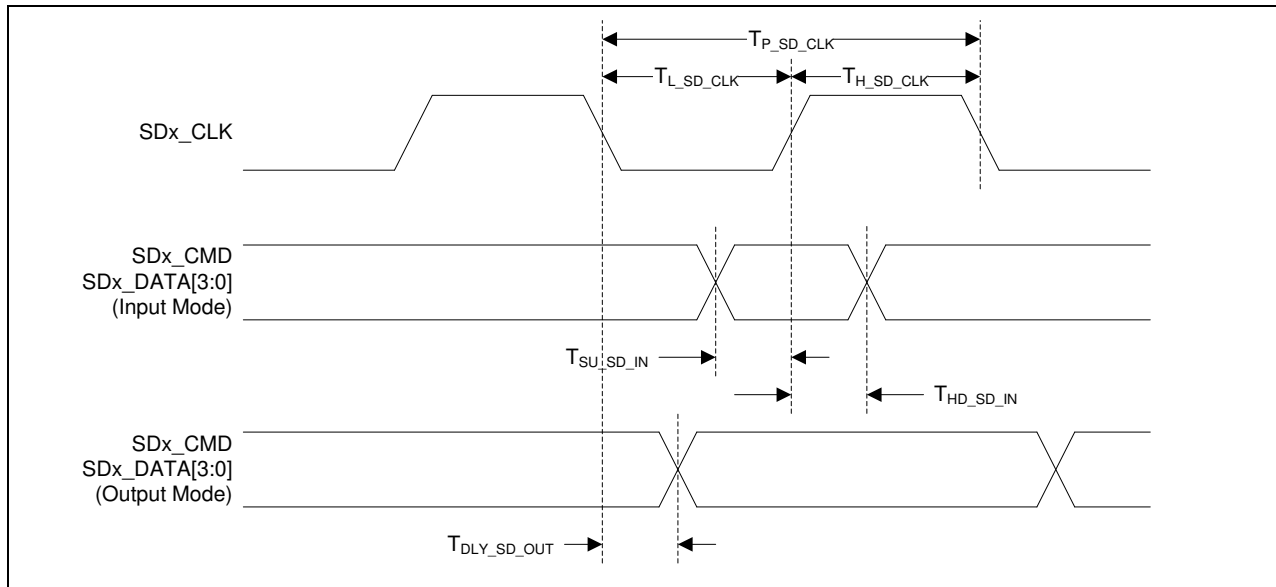 T_P_SD_CLK
T_L_SD_CLK T_H_SD_CLK
SDx_CLK
SDx_CMD
SDx_DATA[3:0]
(Input Mode)
T_SU_SD_IN
T_HD_SD_IN
SDx_CMD
SDx_DATA[3:0]
(Output Mode)
T_DLY_SD_OUT